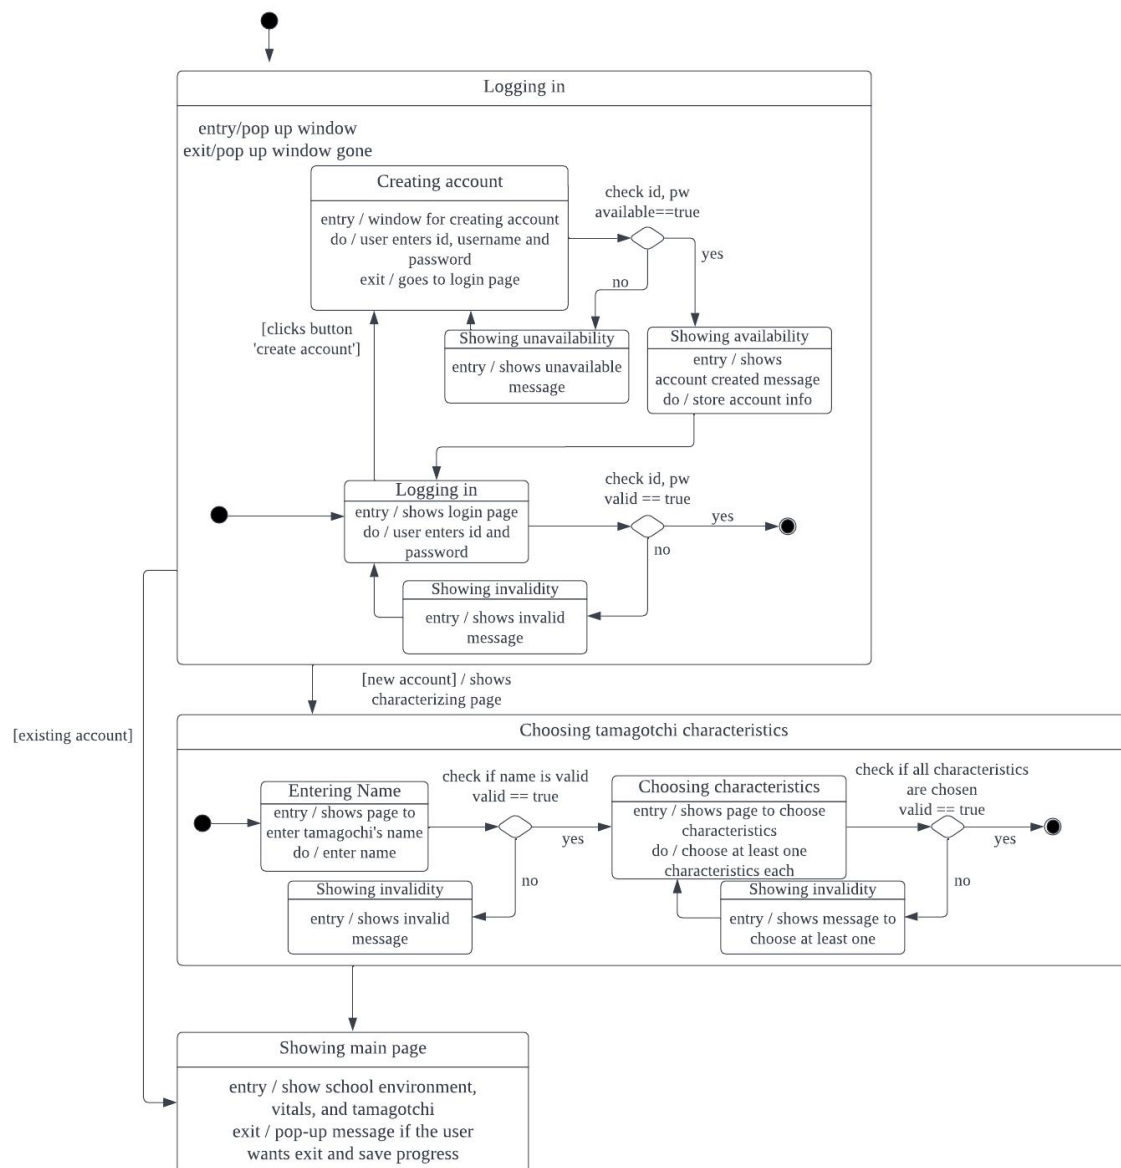 Logging in
entry/pop up window
exit/pop up window gone
Creating account
entry / window for creating account
do / user enters id, username and
password
exit / goes to login page
check id, pw
available==true
yes
no
[clicks button
'create account']
Showing unavailability
entry / shows unavailable
message
Showing availability
entry / shows
account created message
do / store account info
Logging in
entry / shows login page
do / user enters id and
password
check id, pw
valid == true
yes
no
Showing invalidity
entry / shows invalid
message
[new account] / shows
characterizing page
[existing account]
Choosing tamagotchi characteristics
Entering Name
entry / shows page to
enter tamagochi's name
do / enter name
check if name is valid
valid == true
yes
no
Showing invalidity
entry / shows invalid
message
Choosing characteristics
entry / shows page to choose
characteristics
do / choose at least one
characteristics each
check if all characteristics
are chosen
valid == true
yes
no
Showing invalidity
entry / shows message to
choose at least one
Showing main page
entry / show school environment,
vitals, and tamagotchi
exit / pop-up message if the user
wants exit and save progress